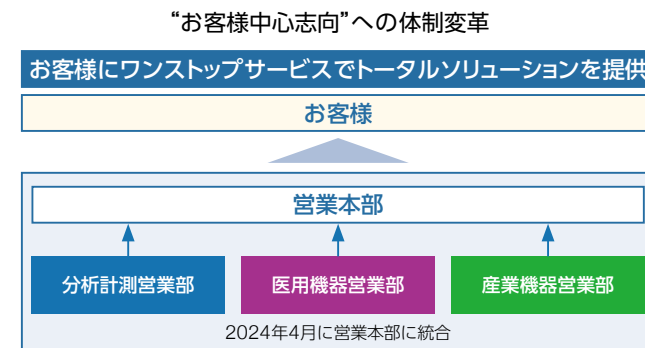 “お客様中心志向”への体制変革
お客様にワンストップサービスでトータルソリューションを提供
お客様
営業本部
分析計測営業部 医用機器営業部 産業機器営業部
2024年4月に営業本部に統合